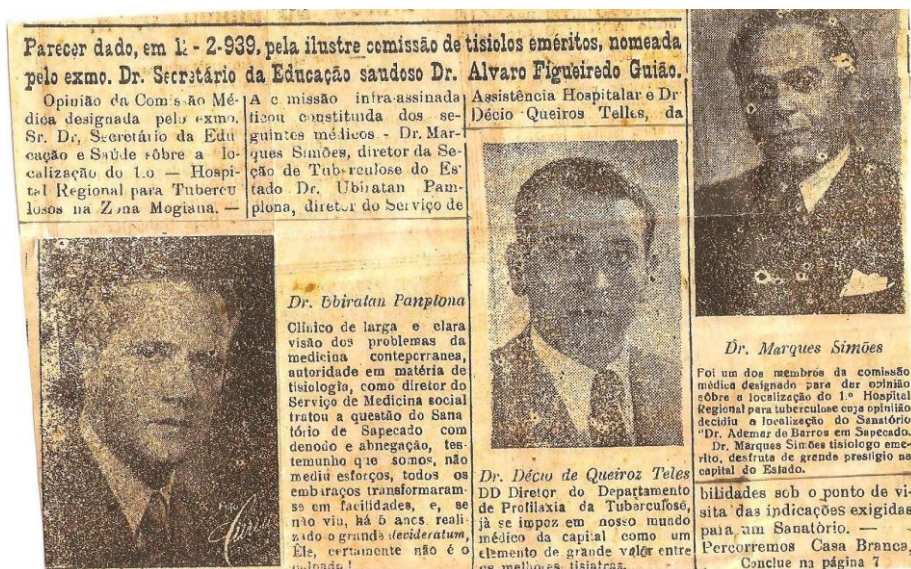 Parecer dado, em 12 - 2-939, pela ilustre comissão de tisiolos eméritos, nomeada
pelo exmo. Dr. Secretário da Educação saudoso Dr. Alvaro Figueiredo Guião.
Opinião da Comissão Mé-
dica designada pelo exmo.
Sr. Dr. Secretário da Edu
cação e Saúde sôbre a lo-
calização do 1.o — Hospi-
tal Regional para Tubercu
losos na Zona Mogiana. —
A c missão infra-assinada
ficou constituida dos se-
guintes médicos - Dr. Mar-
ques Simões, diretor da Se-
ção de Tuberculose do Es-
tado Dr. Ubiratan Pam-
plona, diretor do Serviço de
Assistência Hospitalar e Dr
Décio Queiros Telles, da
Dr. Ubiratan Panplona
Clínico de larga e clara
visão dos problemas da
medicina conteporranea,
autoridade em matéria de
tisiologia, como diretor do
Serviço de Medicina social
tratou a questão do Sana
tório de Sapecado com
denodo e abnegação, tes-
temunho que somos, não
mediu esforços, todos os
embiraços transformaram-
se em facilidades, e, se
não viu, há 5 anos, reali-
zado o grande desideratum,
Ele, certamente não é o
culpado !
Foto
Dr. Décio de Queiroz Teles
DD Diretor do Departamento
de Profilaxia da Tuberculose,
já se impoz em nosso mundo
médico da capital como um
elemento de grande valor entre
os melhores tisiatras.
Dr. Marques Simões
Foi um dos membros da comissão
médica designado para dar opinião
sôbre a localização do 1.º Hospital
Regional para tuberculose cuja opinião
decidiu a localização do Sanatório
"Dr. Ademar de Barros em Sapecado.
Dr. Marques Simões tisiologo eme-
rito, desfruta de grande prestigio na
capital do Estado.
bilidades sob o ponto de vi-
sita das indicações exigidas
para um Sanatório. —
Percorremos Casa Branca,
Conclue na página 7